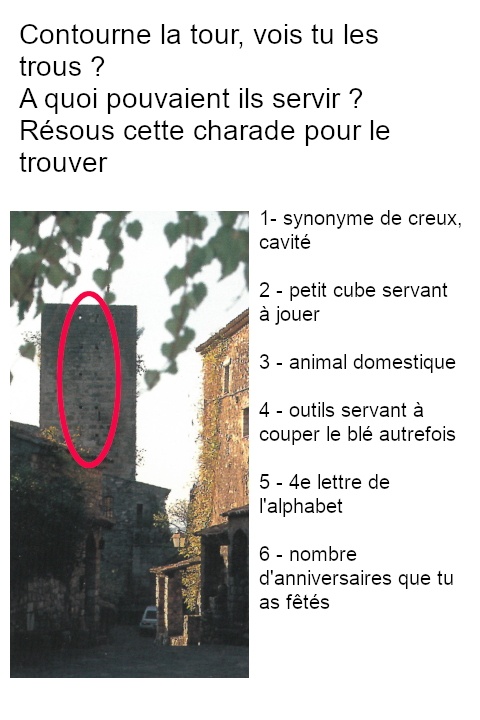 Contourne la tour, vois tu les
trous ?
A quoi pouvaient ils servir ?
Résous cette charade pour le
trouver
1- synonyme de creux,
cavité
2 - petit cube servant
à jouer
3 - animal domestique
4 - outils servant à
couper le blé autrefois
5 - 4e lettre de
l'alphabet
6 - nombre
d'anniversaires que tu
as fêtés